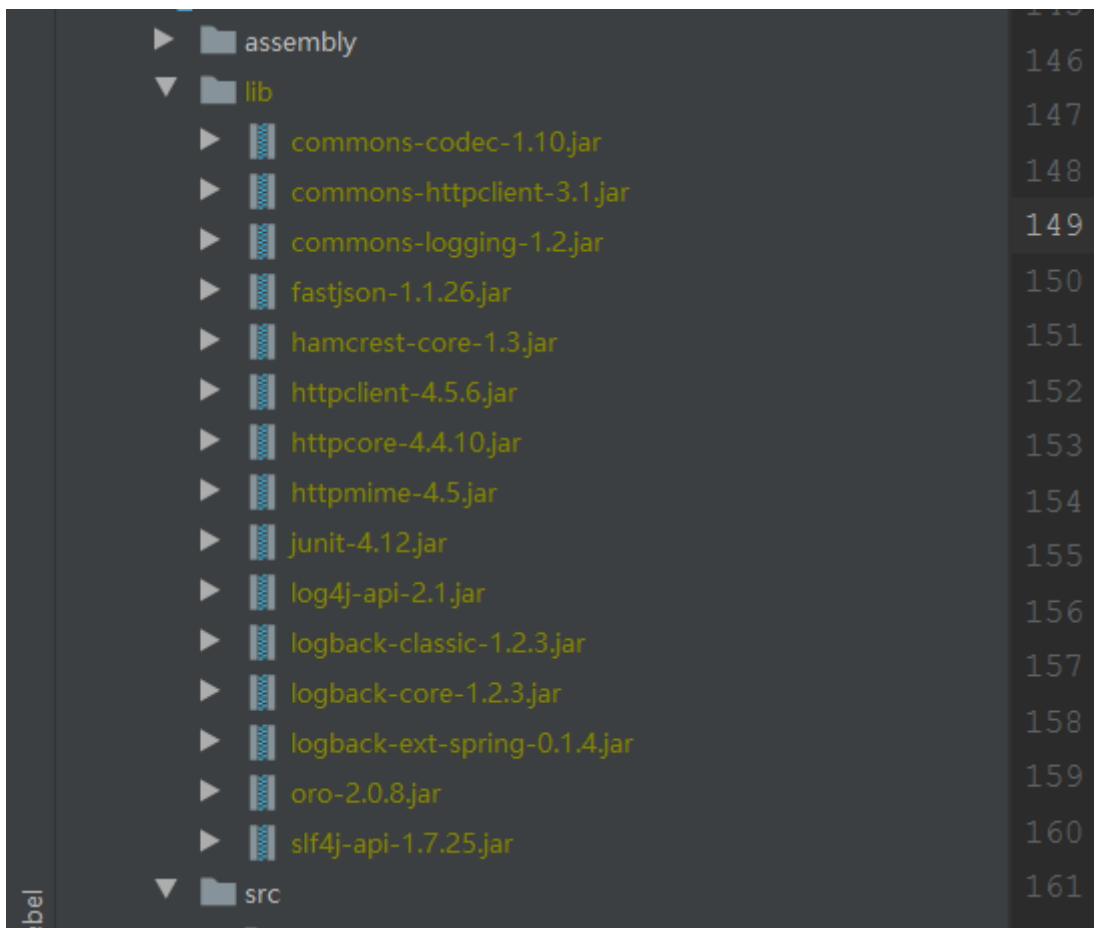 assembly
lib
commons-codec-1.10.jar
commons-httpclient-3.1.jar
commons-logging-1.2.jar
fastjson-1.1.26.jar
hamcrest-core-1.3.jar
httpclient-4.5.6.jar
httpcore-4.4.10.jar
httpmime-4.5.jar
junit-4.12.jar
log4j-api-2.1.jar
logback-classic-1.2.3.jar
logback-core-1.2.3.jar
logback-ext-spring-0.1.4.jar
oro-2.0.8.jar
slf4j-api-1.7.25.jar
src
146
147
148
149
150
151
152
153
154
155
156
157
158
159
160
161